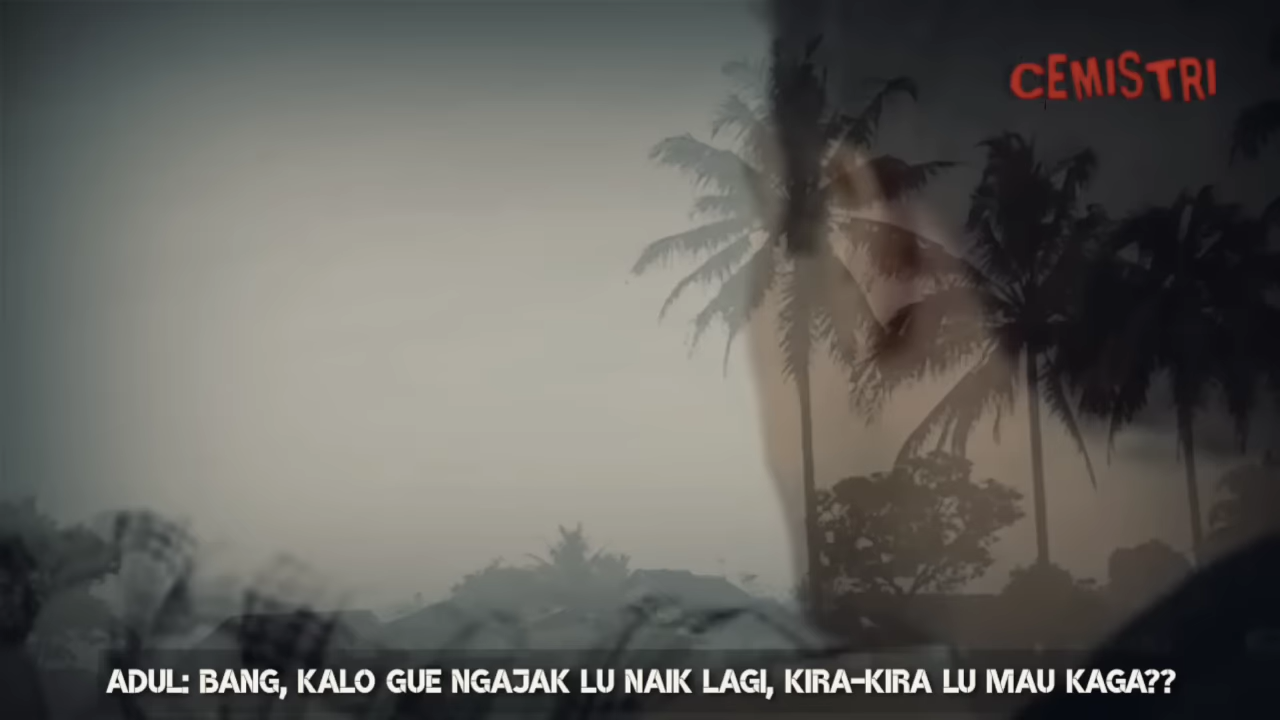 CEMISTRI
ADUL: BANG, KALO GUE NGAJAK LU NAIK LAGI, KIRA-KIRA LU MAU KAGA??